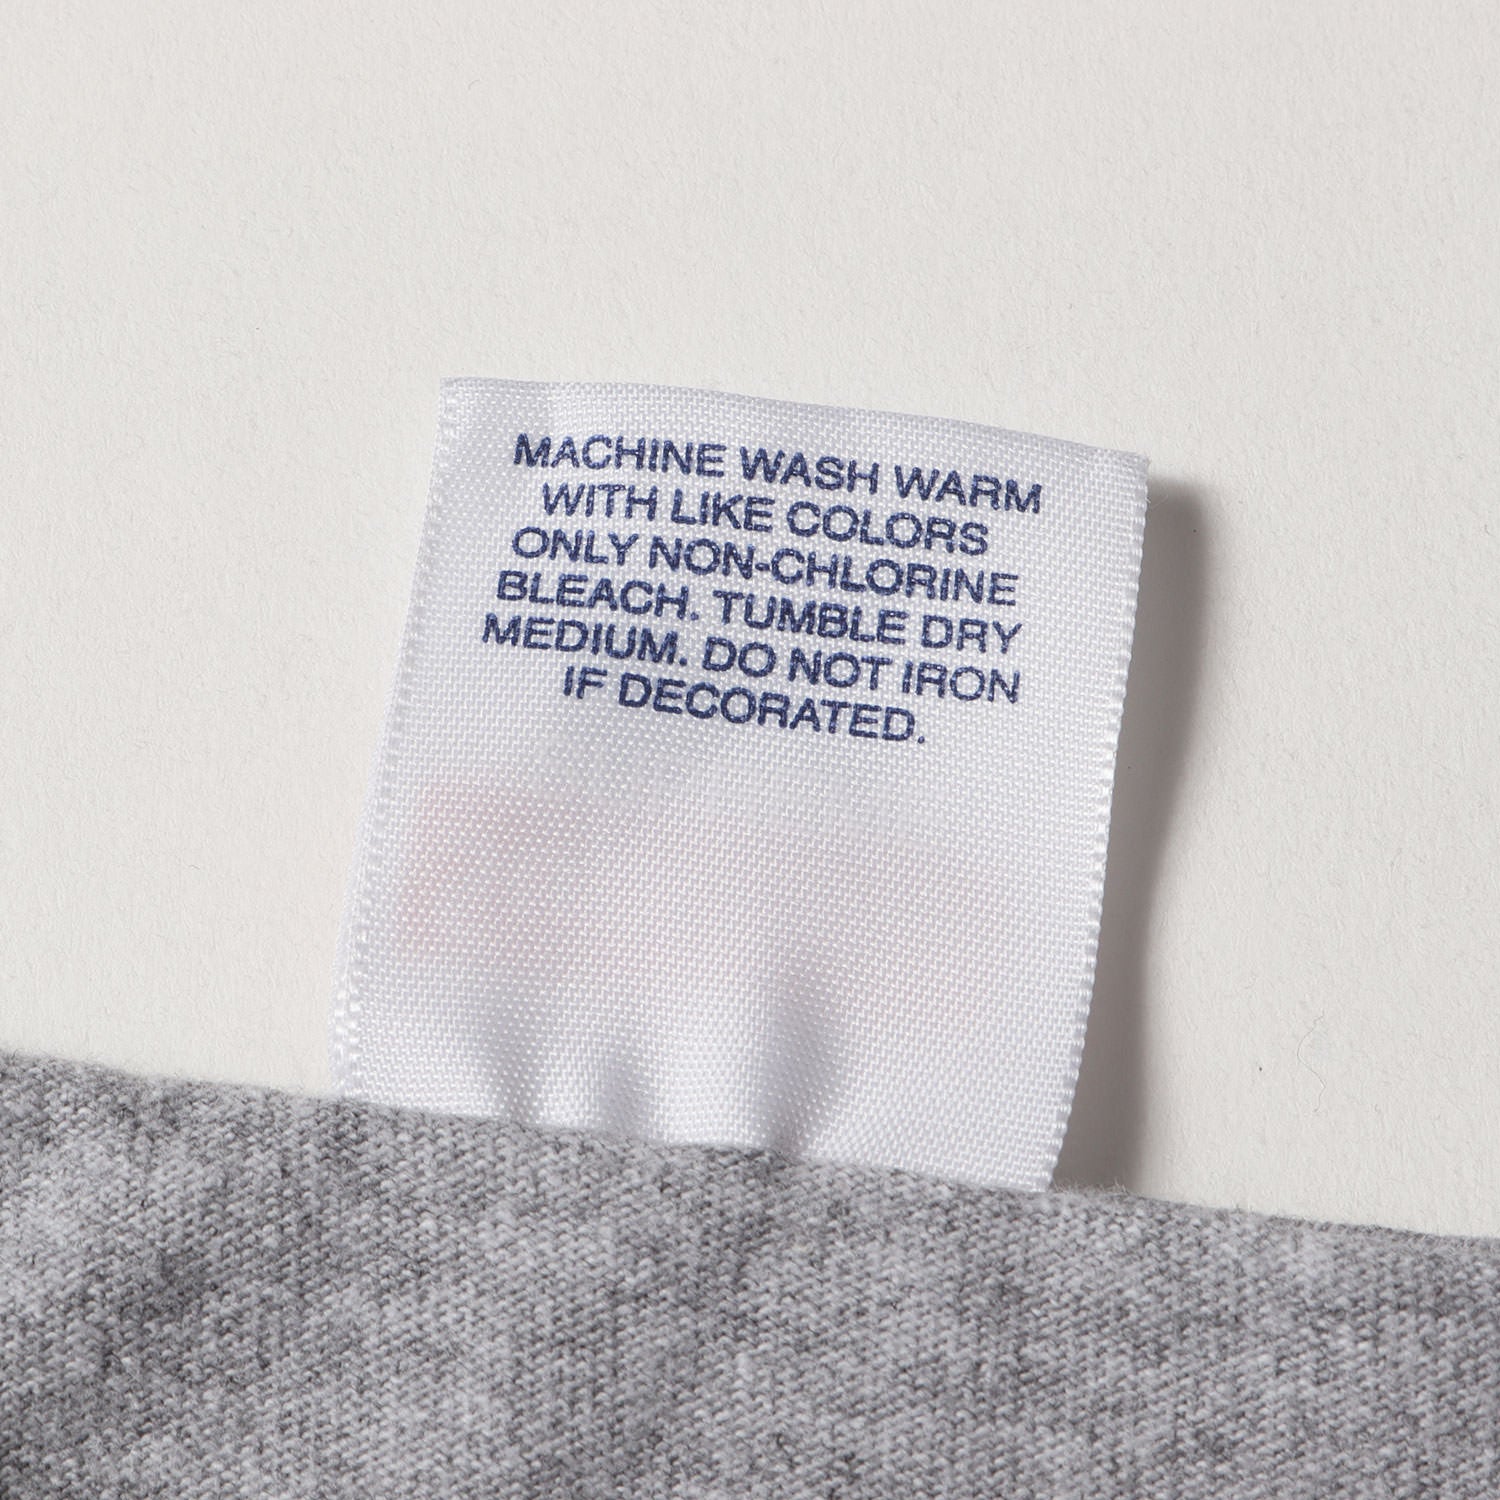 MACHINE WASH WARM
WITH LIKE COLORS
ONLY NON-CHLORINE
BLEACH. TUMBLE DRY
MEDIUM. DO NOT IRON
IF DECORATED.